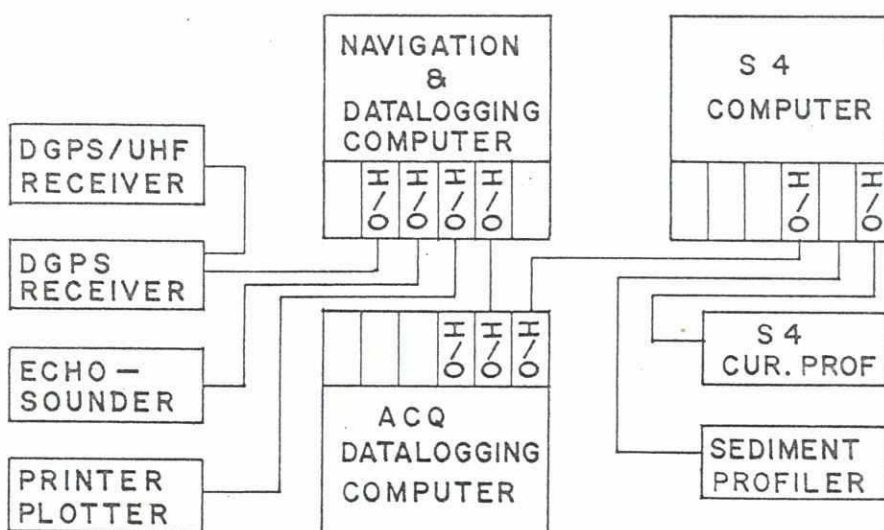 NAVIGATION
&
DATALOGGING
COMPUTER
I/O I/O I/O I/O
S 4
COMPUTER
I/O I/O
DGPS/UHF
RECEIVER
DGPS
RECEIVER
ECHO —
SOUNDER
PRINTER
PLOTTER
I/O I/O I/O
ACQ
DATALOGGING
COMPUTER
S 4
CUR. PROF
SEDIMENT
PROFILER